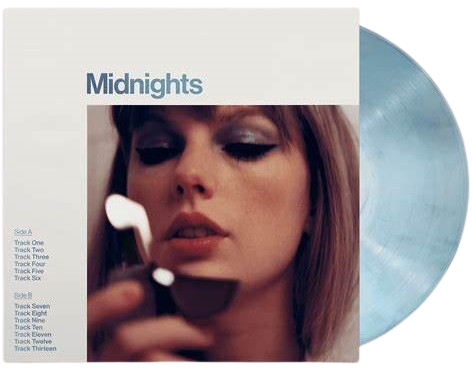 Midnights
Side A
Track One
Track Two
Track Three
Track Four
Track Five
Track Six
Side B
Track Seven
Track Eight
Track Nine
Track Ten
Track Eleven
Track Twelve
Track Thirteen